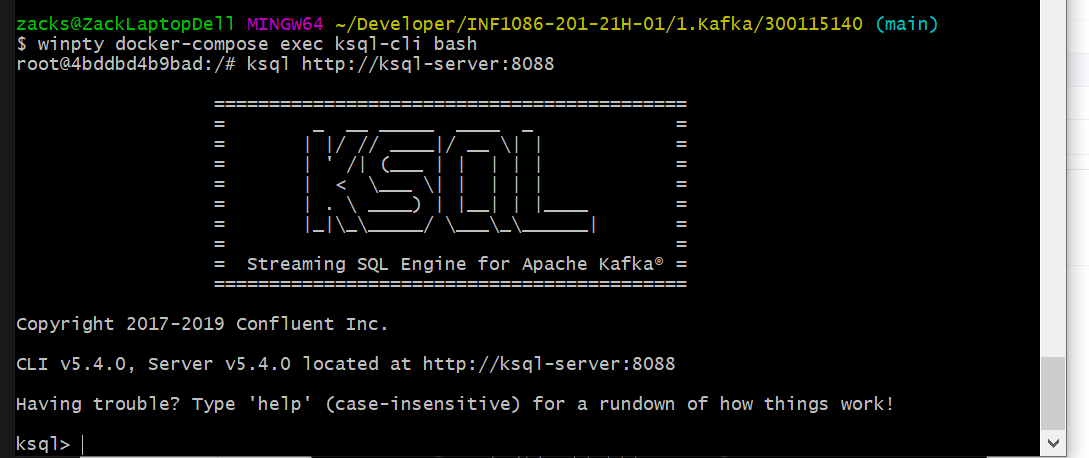 zacks@ZackLaptopDell MINGW64 ~/Developer/INF1086-201-21H-01/1.Kafka/300115140 (main)
$ winpty docker-compose exec ksql-cli bash
root@4bddbd4b9bad:/# ksql http://ksql-server:8088
                  ===========================================
                  =        _  __ _____  ____  _             =
                  =       | |/ // ____|/ __ \| |            =
                  =       | ' /| (___ | |  | | |            =
                  =       |  <  \___ \| |  | | |            =
                  =       | . \ ____) | |__| | |____        =
                  =       |_|\_\_____/ \___\_\______|       =
                  =                                         =
                  =  Streaming SQL Engine for Apache Kafka® =
                  ===========================================
Copyright 2017-2019 Confluent Inc.
CLI v5.4.0, Server v5.4.0 located at http://ksql-server:8088
Having trouble? Type 'help' (case-insensitive) for a rundown of how things work!
ksql>